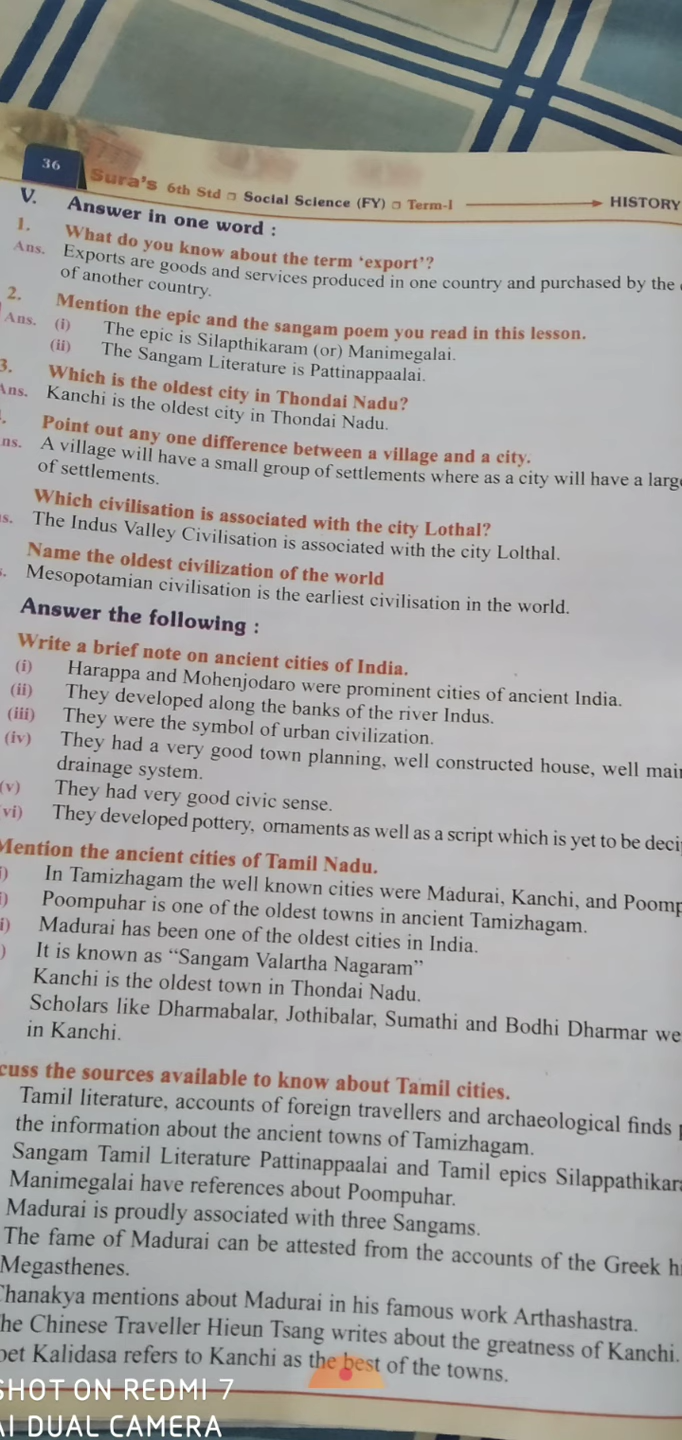 36 Sura's 6th Std ❐ Social Science (FY) ❐ Term-I HISTORY
V. Answer in one word :
1. What do you know about the term 'export'?
Ans. Exports are goods and services produced in one country and purchased by the
of another country.
2. Mention the epic and the sangam poem you read in this lesson.
Ans. (i) The epic is Silapthikaram (or) Manimegalai.
(ii) The Sangam Literature is Pattinappaalai.
3. Which is the oldest city in Thondai Nadu?
Ans. Kanchi is the oldest city in Thondai Nadu.
Point out any one difference between a village and a city.
ns. A village will have a small group of settlements where as a city will have a larg
of settlements.
Which civilisation is associated with the city Lothal?
s. The Indus Valley Civilisation is associated with the city Lolthal.
Name the oldest civilization of the world
Mesopotamian civilisation is the earliest civilisation in the world.
Answer the following :
Write a brief note on ancient cities of India.
(i) Harappa and Mohenjodaro were prominent cities of ancient India.
(ii) They developed along the banks of the river Indus.
(iii) They were the symbol of urban civilization.
(iv) They had a very good town planning, well constructed house, well main
drainage system.
(v) They had very good civic sense.
vi) They developed pottery, ornaments as well as a script which is yet to be deci
Mention the ancient cities of Tamil Nadu.
i) In Tamizhagam the well known cities were Madurai, Kanchi, and Poomp
i) Poompuhar is one of the oldest towns in ancient Tamizhagam.
i) Madurai has been one of the oldest cities in India.
) It is known as "Sangam Valartha Nagaram"
Kanchi is the oldest town in Thondai Nadu.
Scholars like Dharmabalar, Jothibalar, Sumathi and Bodhi Dharmar we
in Kanchi.
cuss the sources available to know about Tamil cities.
Tamil literature, accounts of foreign travellers and archaeological finds p
the information about the ancient towns of Tamizhagam.
Sangam Tamil Literature Pattinappaalai and Tamil epics Silappathikar
Manimegalai have references about Poompuhar.
Madurai is proudly associated with three Sangams.
The fame of Madurai can be attested from the accounts of the Greek hi
Megasthenes.
Chanakya mentions about Madurai in his famous work Arthashastra.
he Chinese Traveller Hieun Tsang writes about the greatness of Kanchi.
oet Kalidasa refers to Kanchi as the best of the towns.
SHOT ON REDMI 7
AI DUAL CAMERA